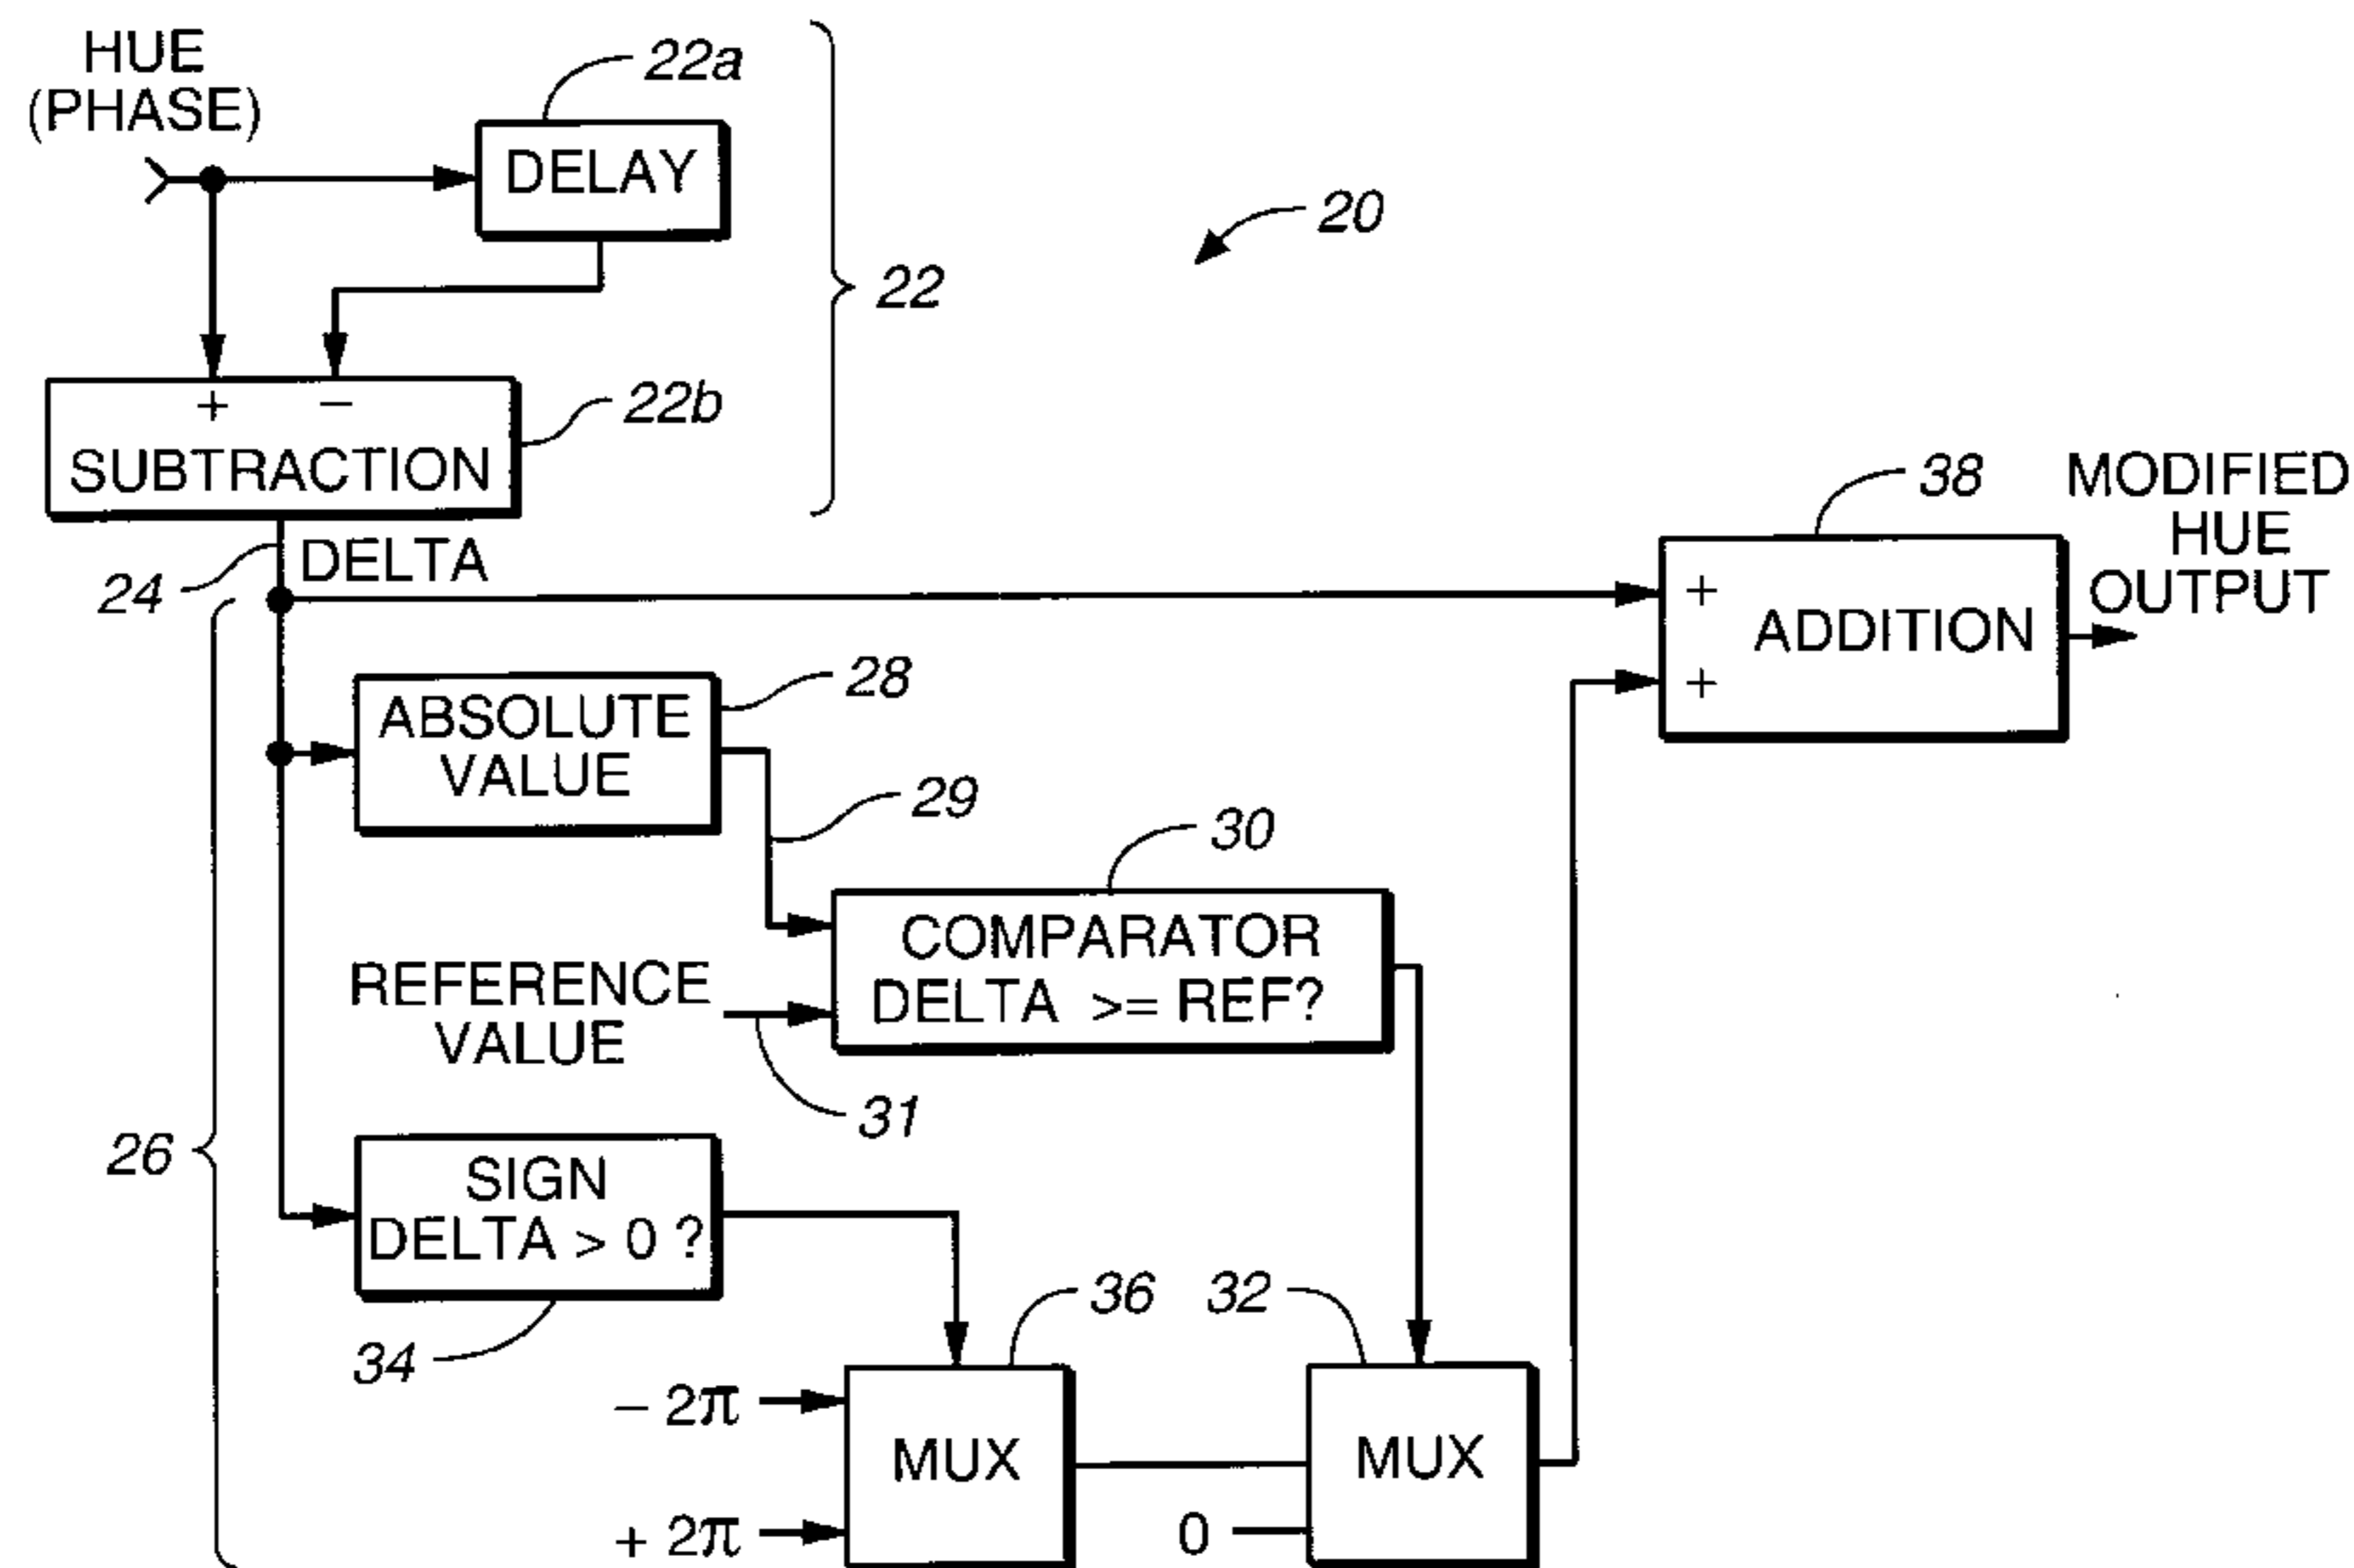 HUE
(PHASE)
22a
DELAY
20
22
+ −
22b
SUBTRACTION
38
MODIFIED
HUE
OUTPUT
24
DELTA
+
ADDITION
+
28
ABSOLUTE
VALUE
29
30
COMPARATOR
DELTA >= REF?
REFERENCE
VALUE
31
26
SIGN
DELTA > 0 ?
34
36
32
− 2π
MUX
MUX
+ 2π
0